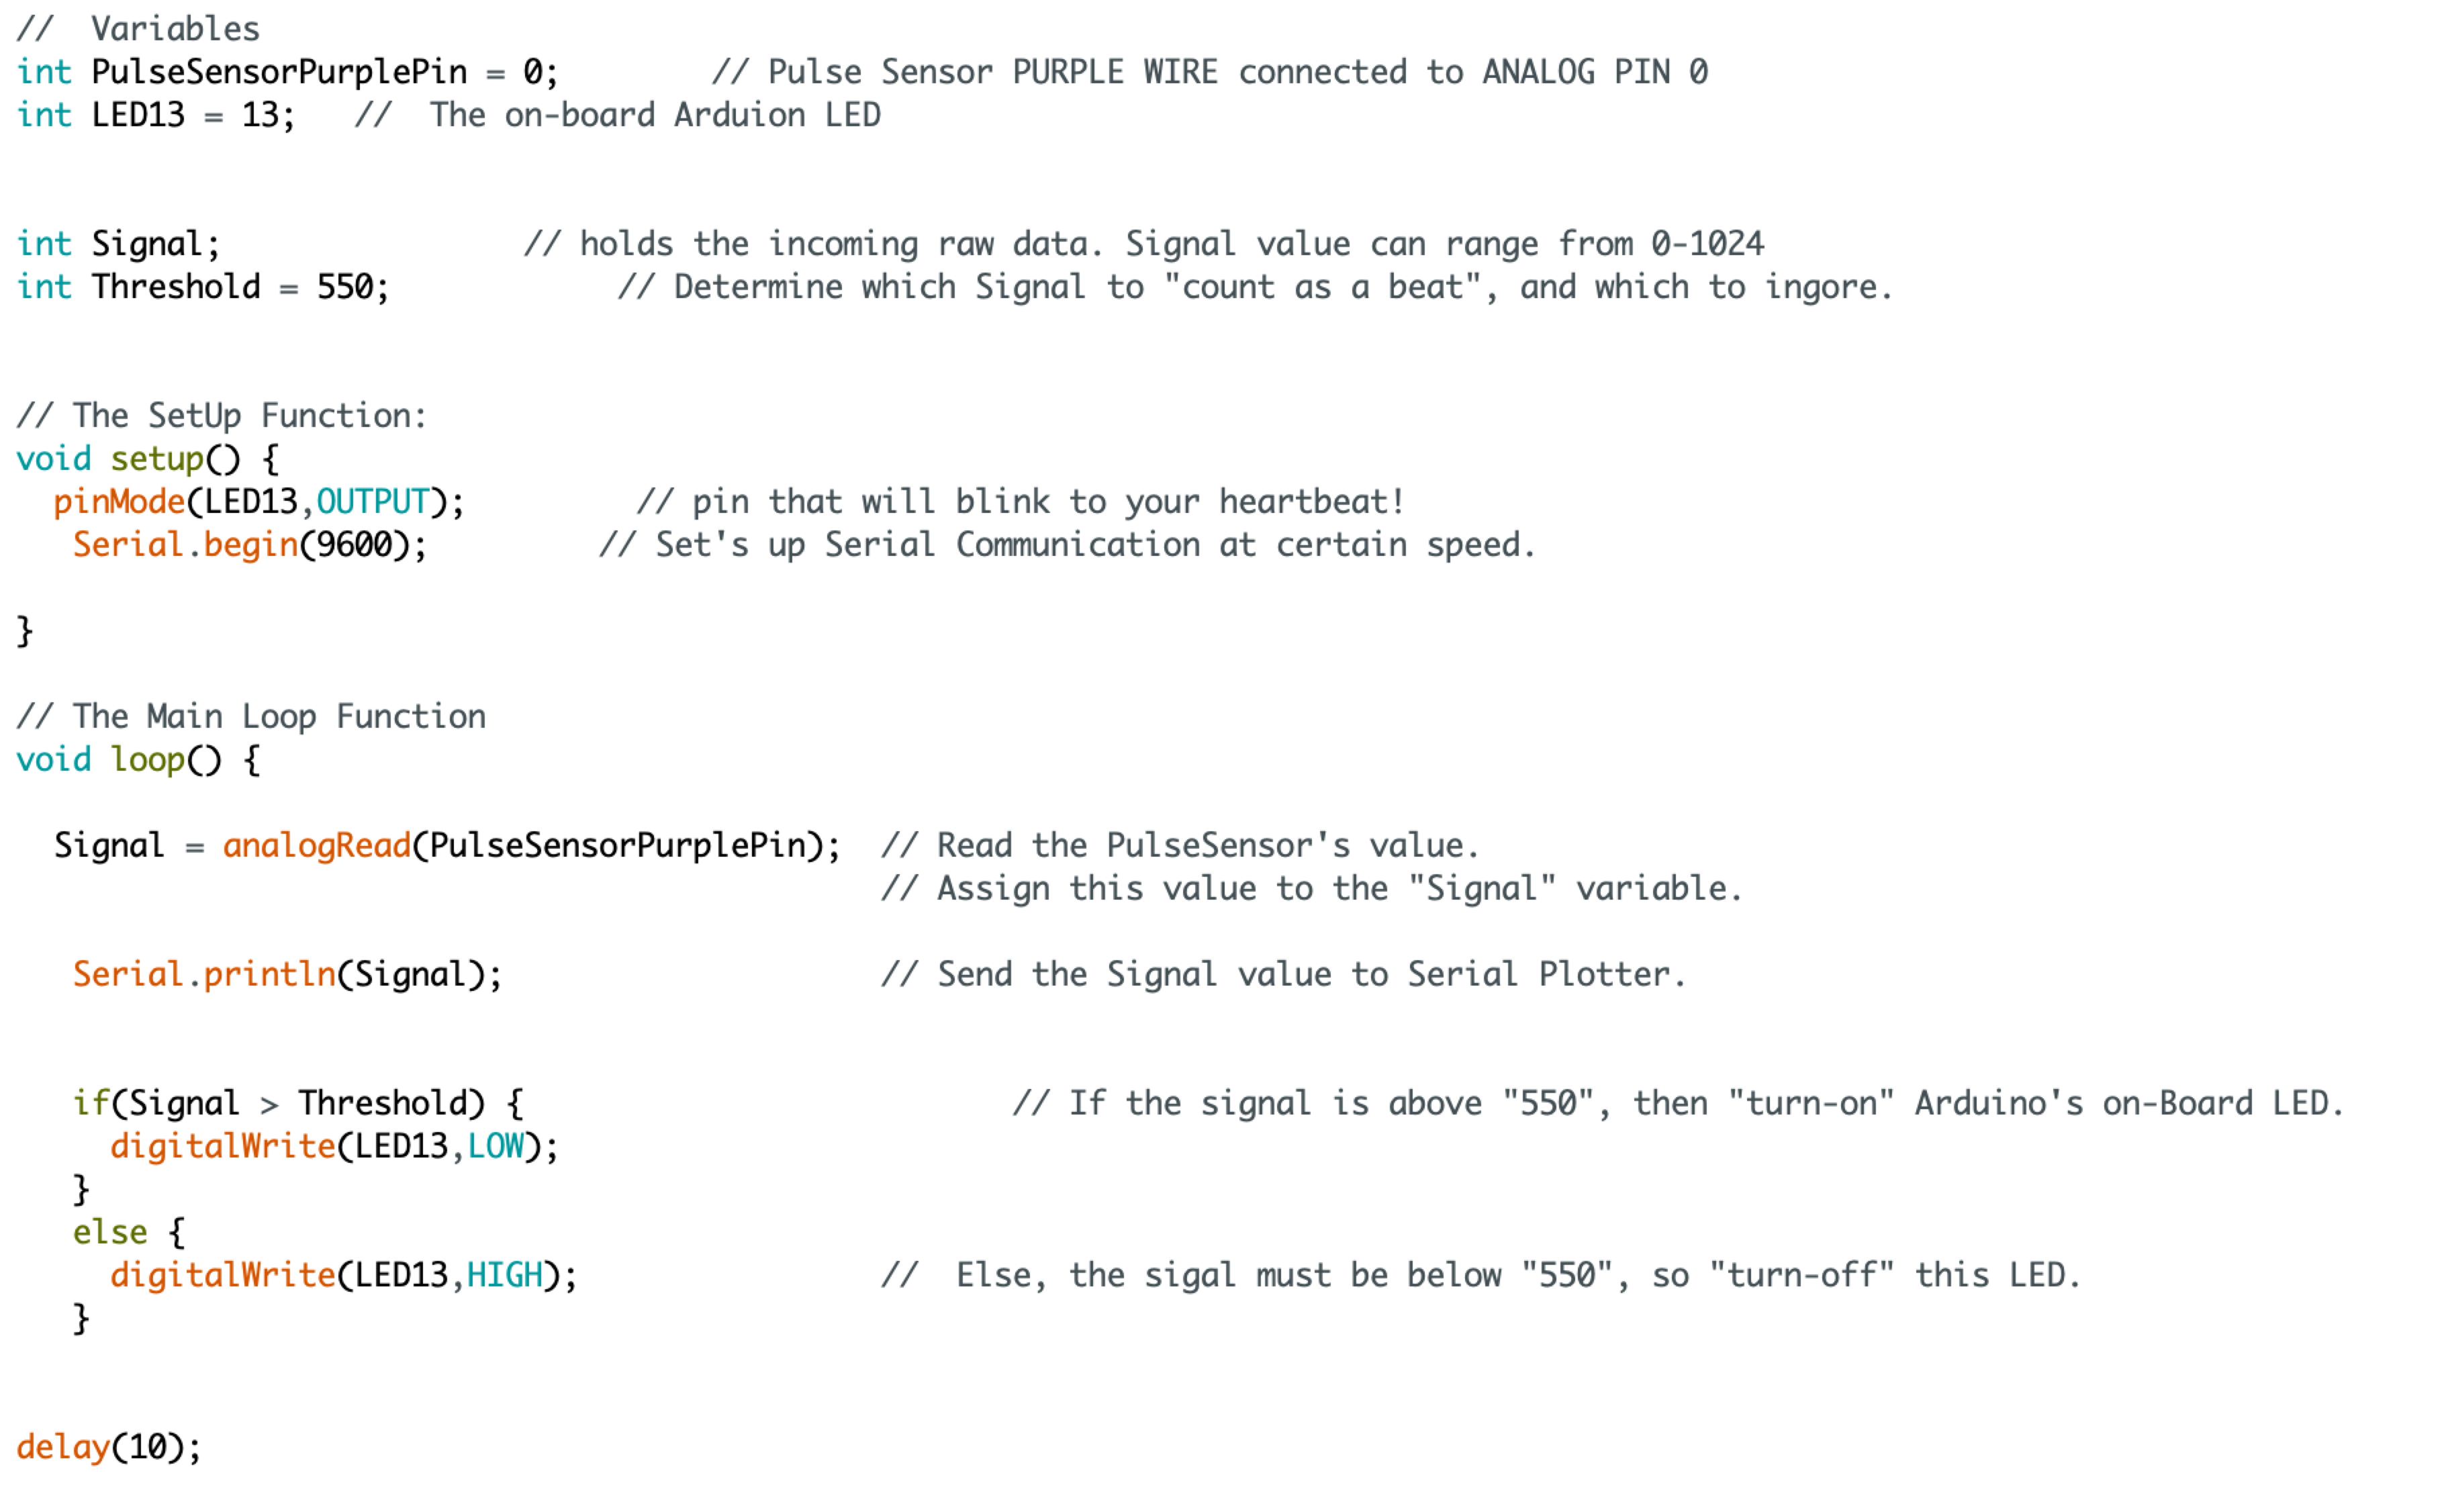 //  Variables
int PulseSensorPurplePin = 0;        // Pulse Sensor PURPLE WIRE connected to ANALOG PIN 0
int LED13 = 13;   //  The on-board Arduion LED
int Signal;                // holds the incoming raw data. Signal value can range from 0-1024
int Threshold = 550;            // Determine which Signal to "count as a beat", and which to ingore.
// The SetUp Function:
void setup() {
  pinMode(LED13,OUTPUT);         // pin that will blink to your heartbeat!
   Serial.begin(9600);         // Set's up Serial Communication at certain speed.
}
// The Main Loop Function
void loop() {
  Signal = analogRead(PulseSensorPurplePin);  // Read the PulseSensor's value.
                                              // Assign this value to the "Signal" variable.
   Serial.println(Signal);                    // Send the Signal value to Serial Plotter.
   if(Signal > Threshold) {                          // If the signal is above "550", then "turn-on" Arduino's on-Board LED.
     digitalWrite(LED13,LOW);
   }
   else {
     digitalWrite(LED13,HIGH);                //  Else, the sigal must be below "550", so "turn-off" this LED.
   }
delay(10);